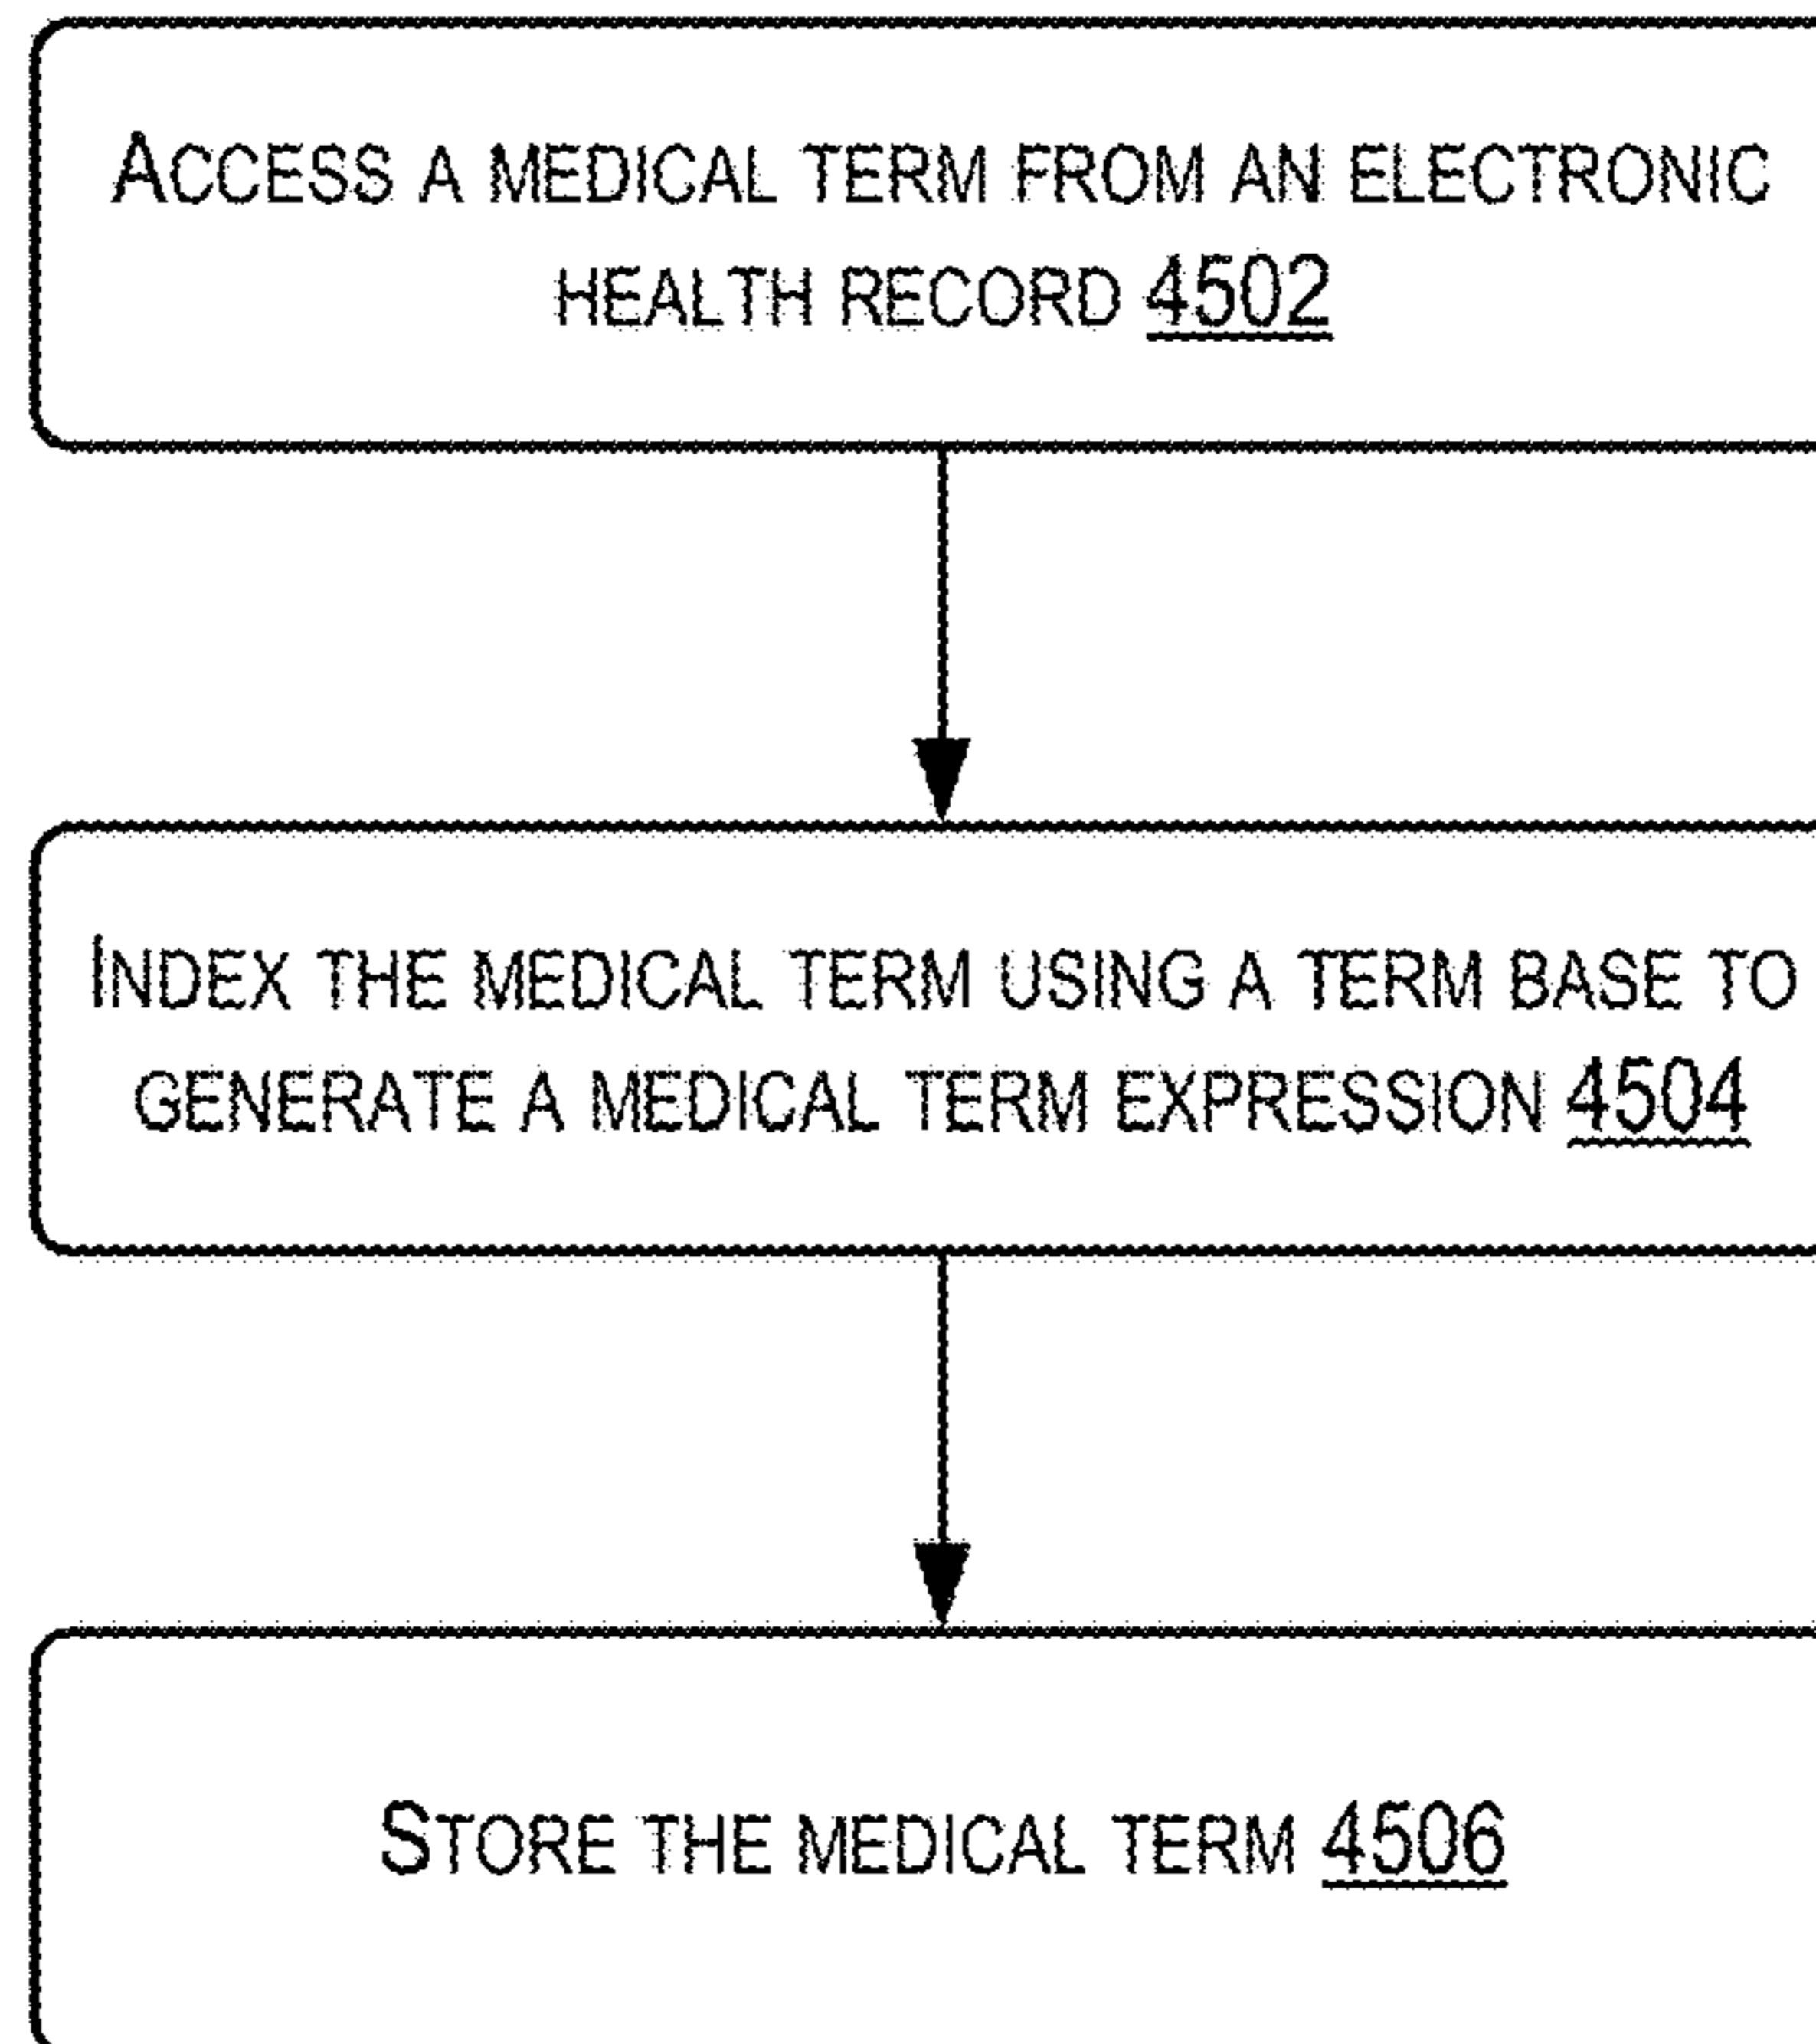 ACCESS A MEDICAL TERM FROM AN ELECTRONIC
HEALTH RECORD 4502
INDEX THE MEDICAL TERM USING A TERM BASE TO
GENERATE A MEDICAL TERM EXPRESSION 4504
STORE THE MEDICAL TERM 4506